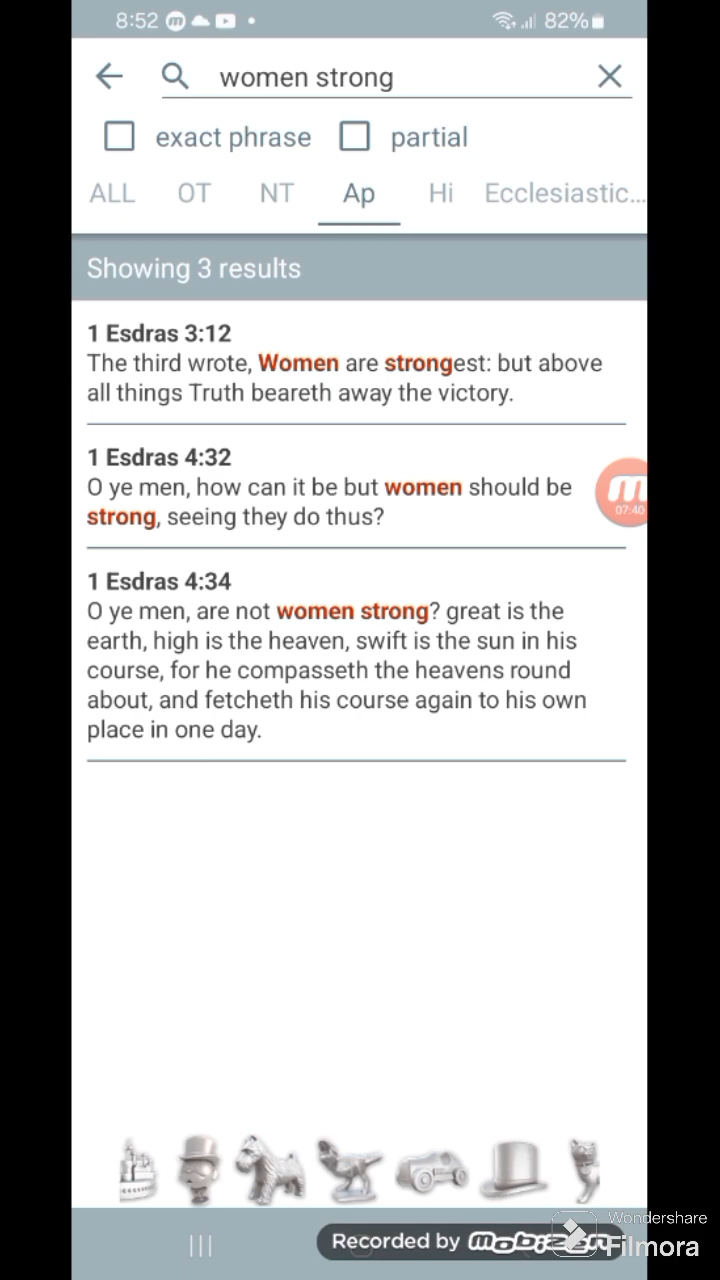 8:52 82%
women strong
exact phrase partial
ALL OT NT Ap Hi Ecclesiastic...
Showing 3 results
1 Esdras 3:12
The third wrote, Women are strongest: but above
all things Truth beareth away the victory.
1 Esdras 4:32
O ye men, how can it be but women should be
strong, seeing they do thus?
07:40
1 Esdras 4:34
O ye men, are not women strong? great is the
earth, high is the heaven, swift is the sun in his
course, for he compasseth the heavens round
about, and fetcheth his course again to his own
place in one day.
Wondershare
Recorded by mobizen
Filmora